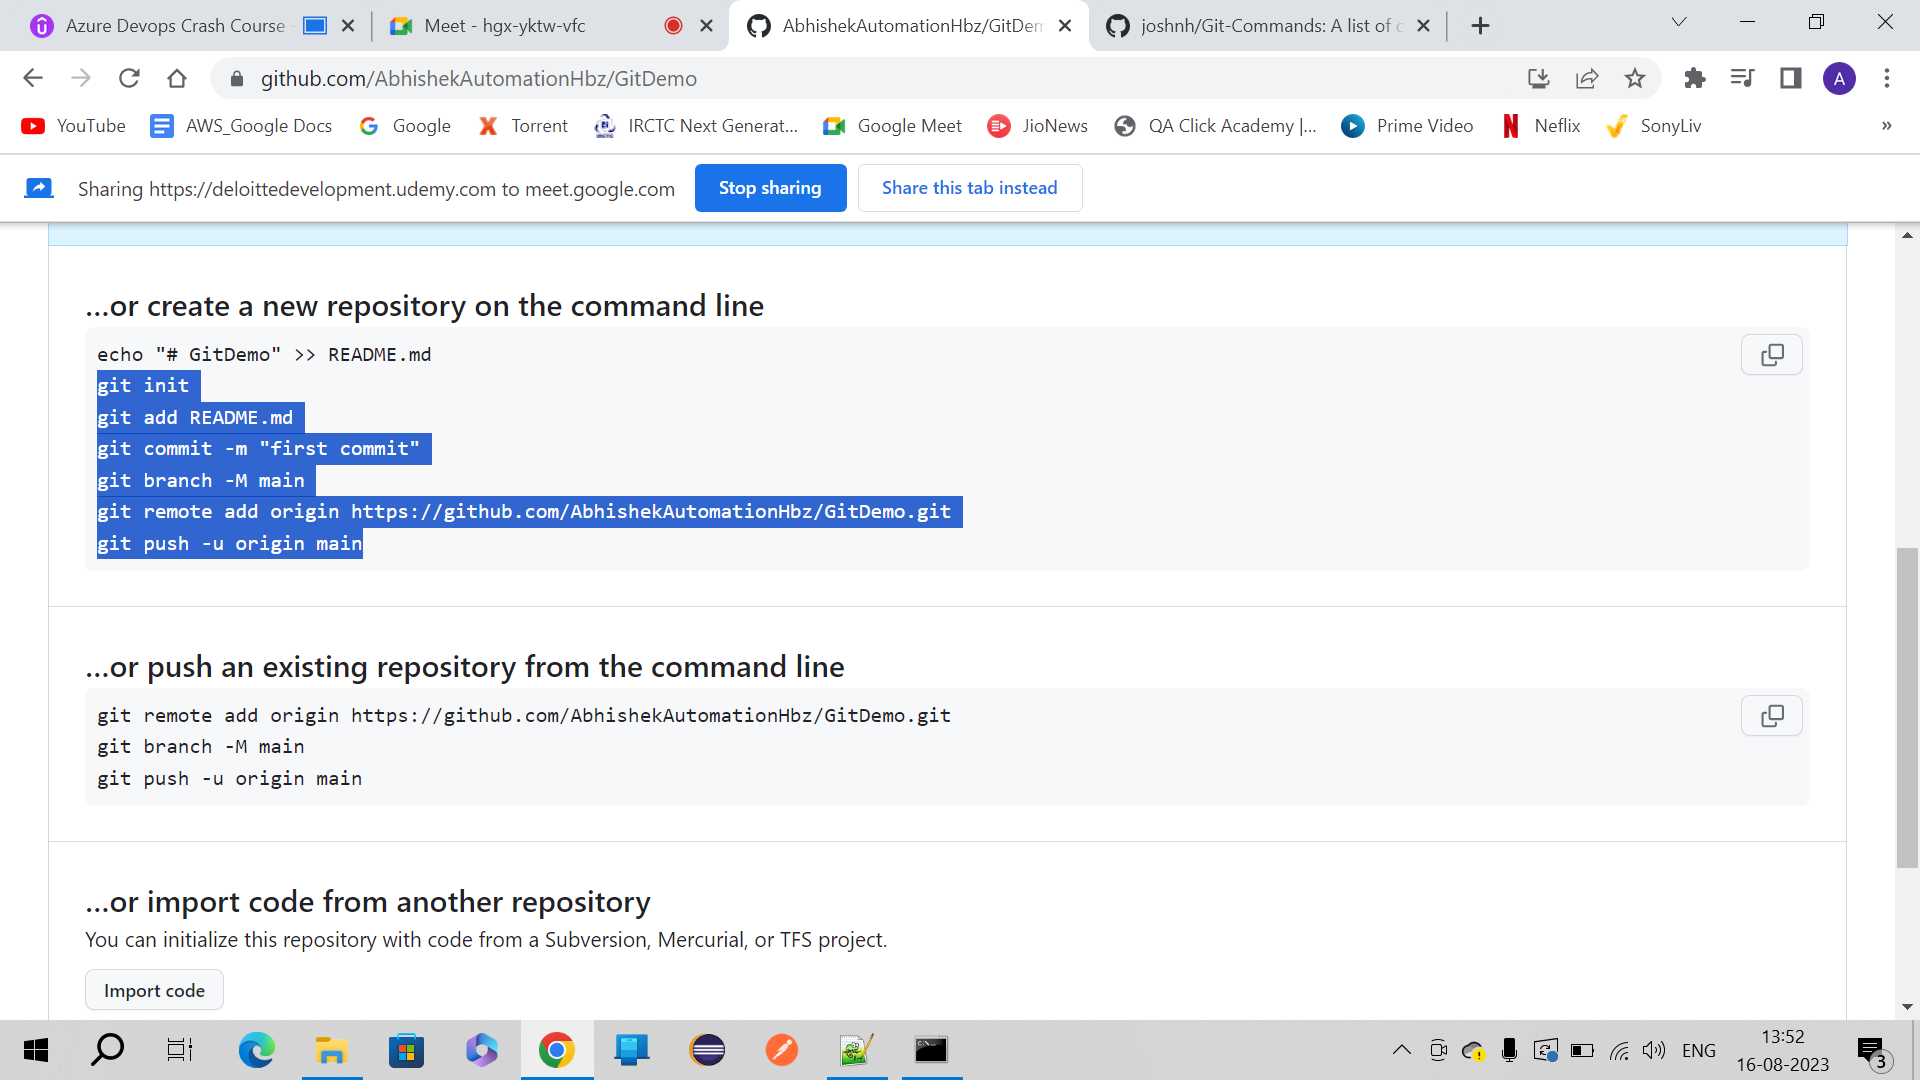 Azure Devops Crash Course
Meet - hgx-yktw-vfc
AbhishekAutomationHbz/GitDem
joshnh/Git-Commands: A list of c
github.com/AbhishekAutomationHbz/GitDemo
A
YouTube
AWS_Google Docs
Google
Torrent
IRCTC Next Generat...
Google Meet
JioNews
QA Click Academy |...
Prime Video
Neflix
SonyLiv
»
Sharing https://deloittedevelopment.udemy.com to meet.google.com
Stop sharing
Share this tab instead
…or create a new repository on the command line
echo "# GitDemo" >> README.md
git init
git add README.md
git commit -m "first commit"
git branch -M main
git remote add origin https://github.com/AbhishekAutomationHbz/GitDemo.git
git push -u origin main
…or push an existing repository from the command line
git remote add origin https://github.com/AbhishekAutomationHbz/GitDemo.git
git branch -M main
git push -u origin main
…or import code from another repository
You can initialize this repository with code from a Subversion, Mercurial, or TFS project.
Import code
ENG
13:52
16-08-2023
3